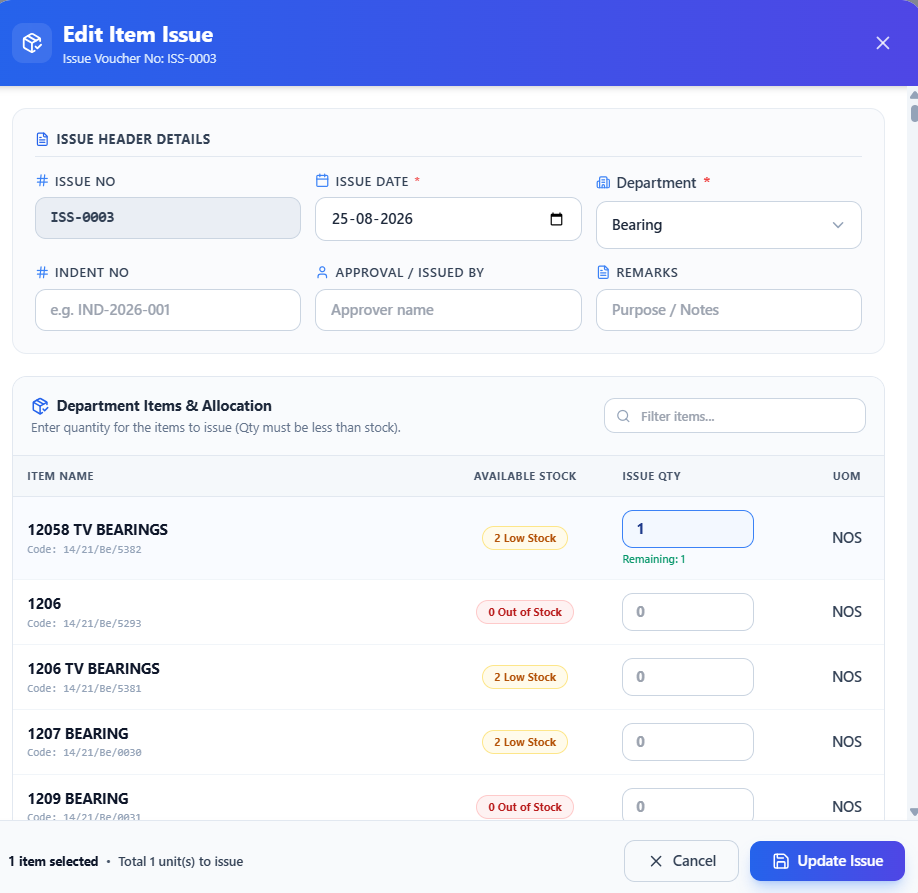 Edit Item Issue
Issue Voucher No: ISS-0003
ISSUE HEADER DETAILS
# ISSUE NO
ISSUE DATE *
Department *
ISS-0003
25-08-2026
Bearing
# INDENT NO
APPROVAL / ISSUED BY
REMARKS
e.g. IND-2026-001
Approver name
Purpose / Notes
Department Items & Allocation
Enter quantity for the items to issue (Qty must be less than stock).
Filter items...
ITEM NAME AVAILABLE STOCK ISSUE QTY UOM
12058 TV BEARINGS
Code: 14/21/Be/5382
2 Low Stock
1
Remaining: 1
NOS
1206
Code: 14/21/Be/5293
0 Out of Stock
0
NOS
1206 TV BEARINGS
Code: 14/21/Be/5381
2 Low Stock
0
NOS
1207 BEARING
Code: 14/21/Be/0030
2 Low Stock
0
NOS
1209 BEARING
Code: 14/21/Be/0031
0 Out of Stock
0
NOS
1 item selected • Total 1 unit(s) to issue
Cancel
Update Issue